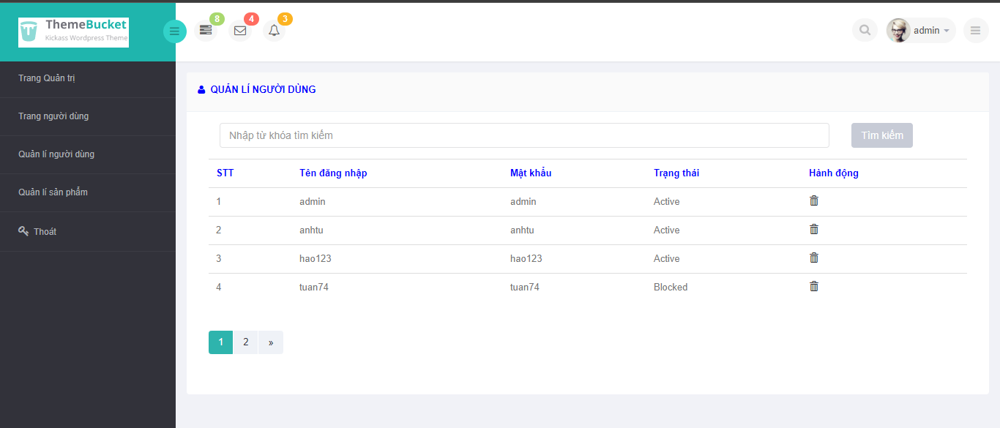 ThemeBucket
Kickass Wordpress Theme
8
4
3
admin
Trang Quản trị
Trang người dùng
Quản lí người dùng
Quản lí sản phẩm
Thoát
QUẢN LÍ NGƯỜI DÙNG
Nhập từ khóa tìm kiếm
Tìm kiếm
STT Tên đăng nhập Mật khẩu Trạng thái Hành động
1 admin admin Active
2 anhtu anhtu Active
3 hao123 hao123 Active
4 tuan74 tuan74 Blocked
1 2 »